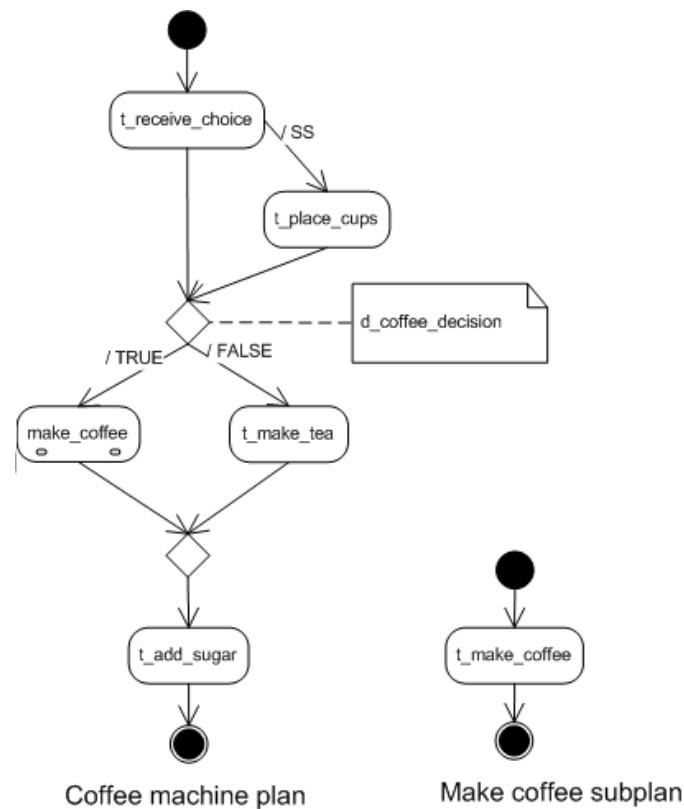 t_receive_choice
/ SS
t_place_cups
d_coffee_decision
/ TRUE
/ FALSE
make_coffee
t_make_tea
t_add_sugar
t_make_coffee
Coffee machine plan
Make coffee subplan